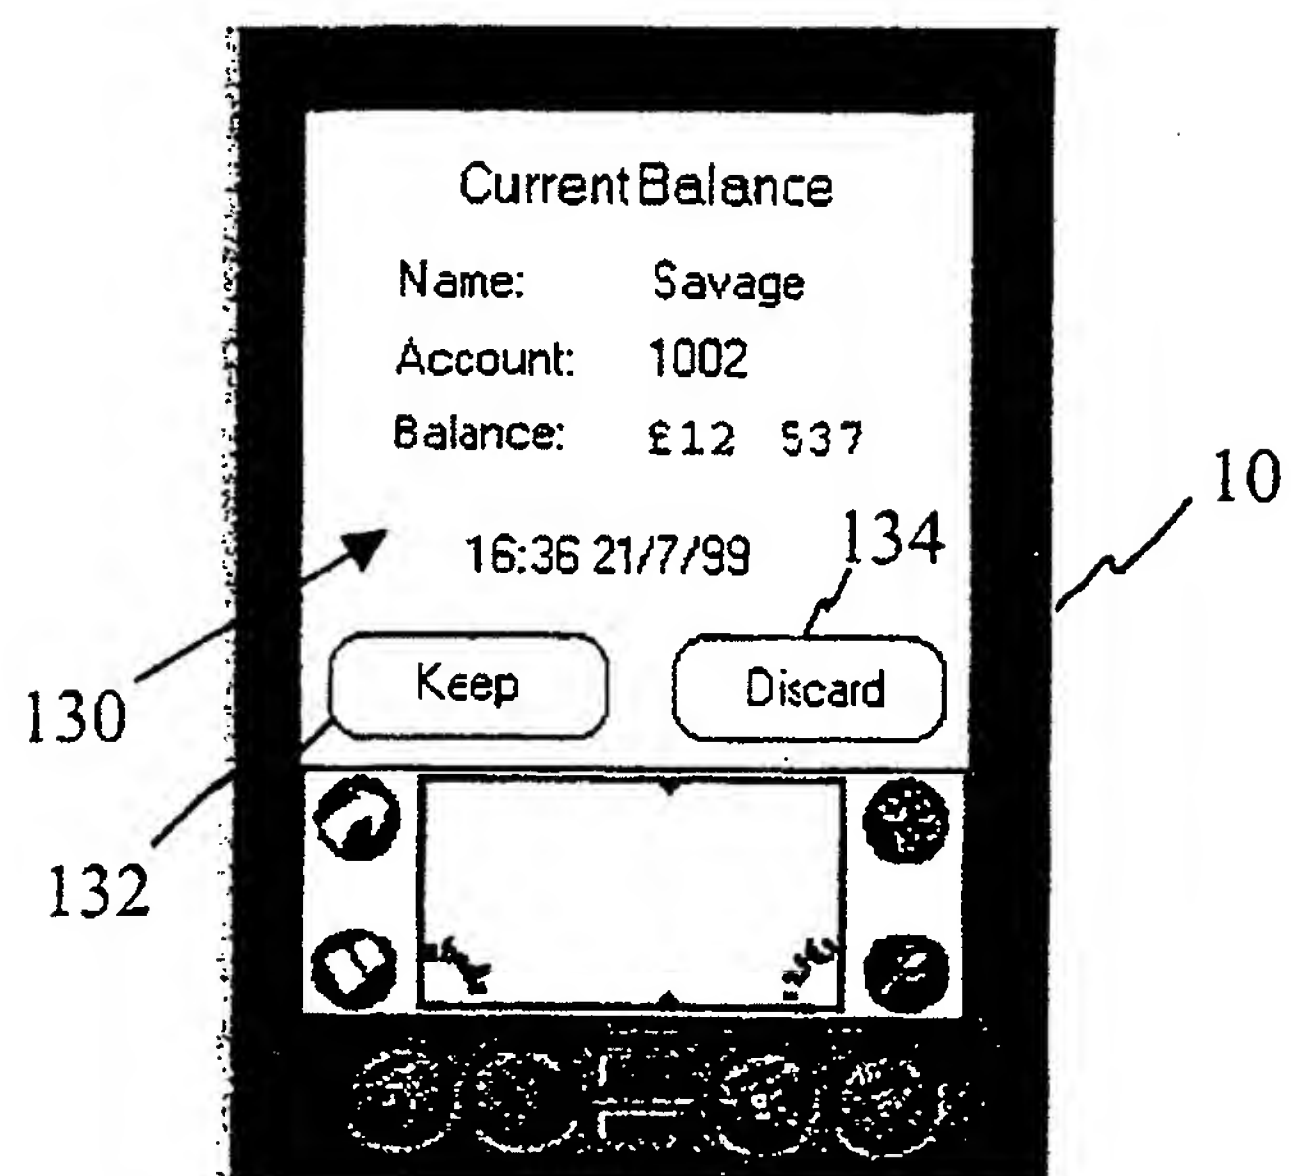 Current Balance
Name: Savage
Account: 1002
Balance: £12 537
10
16:36 21/7/99
134
Keep
Discard
130
132